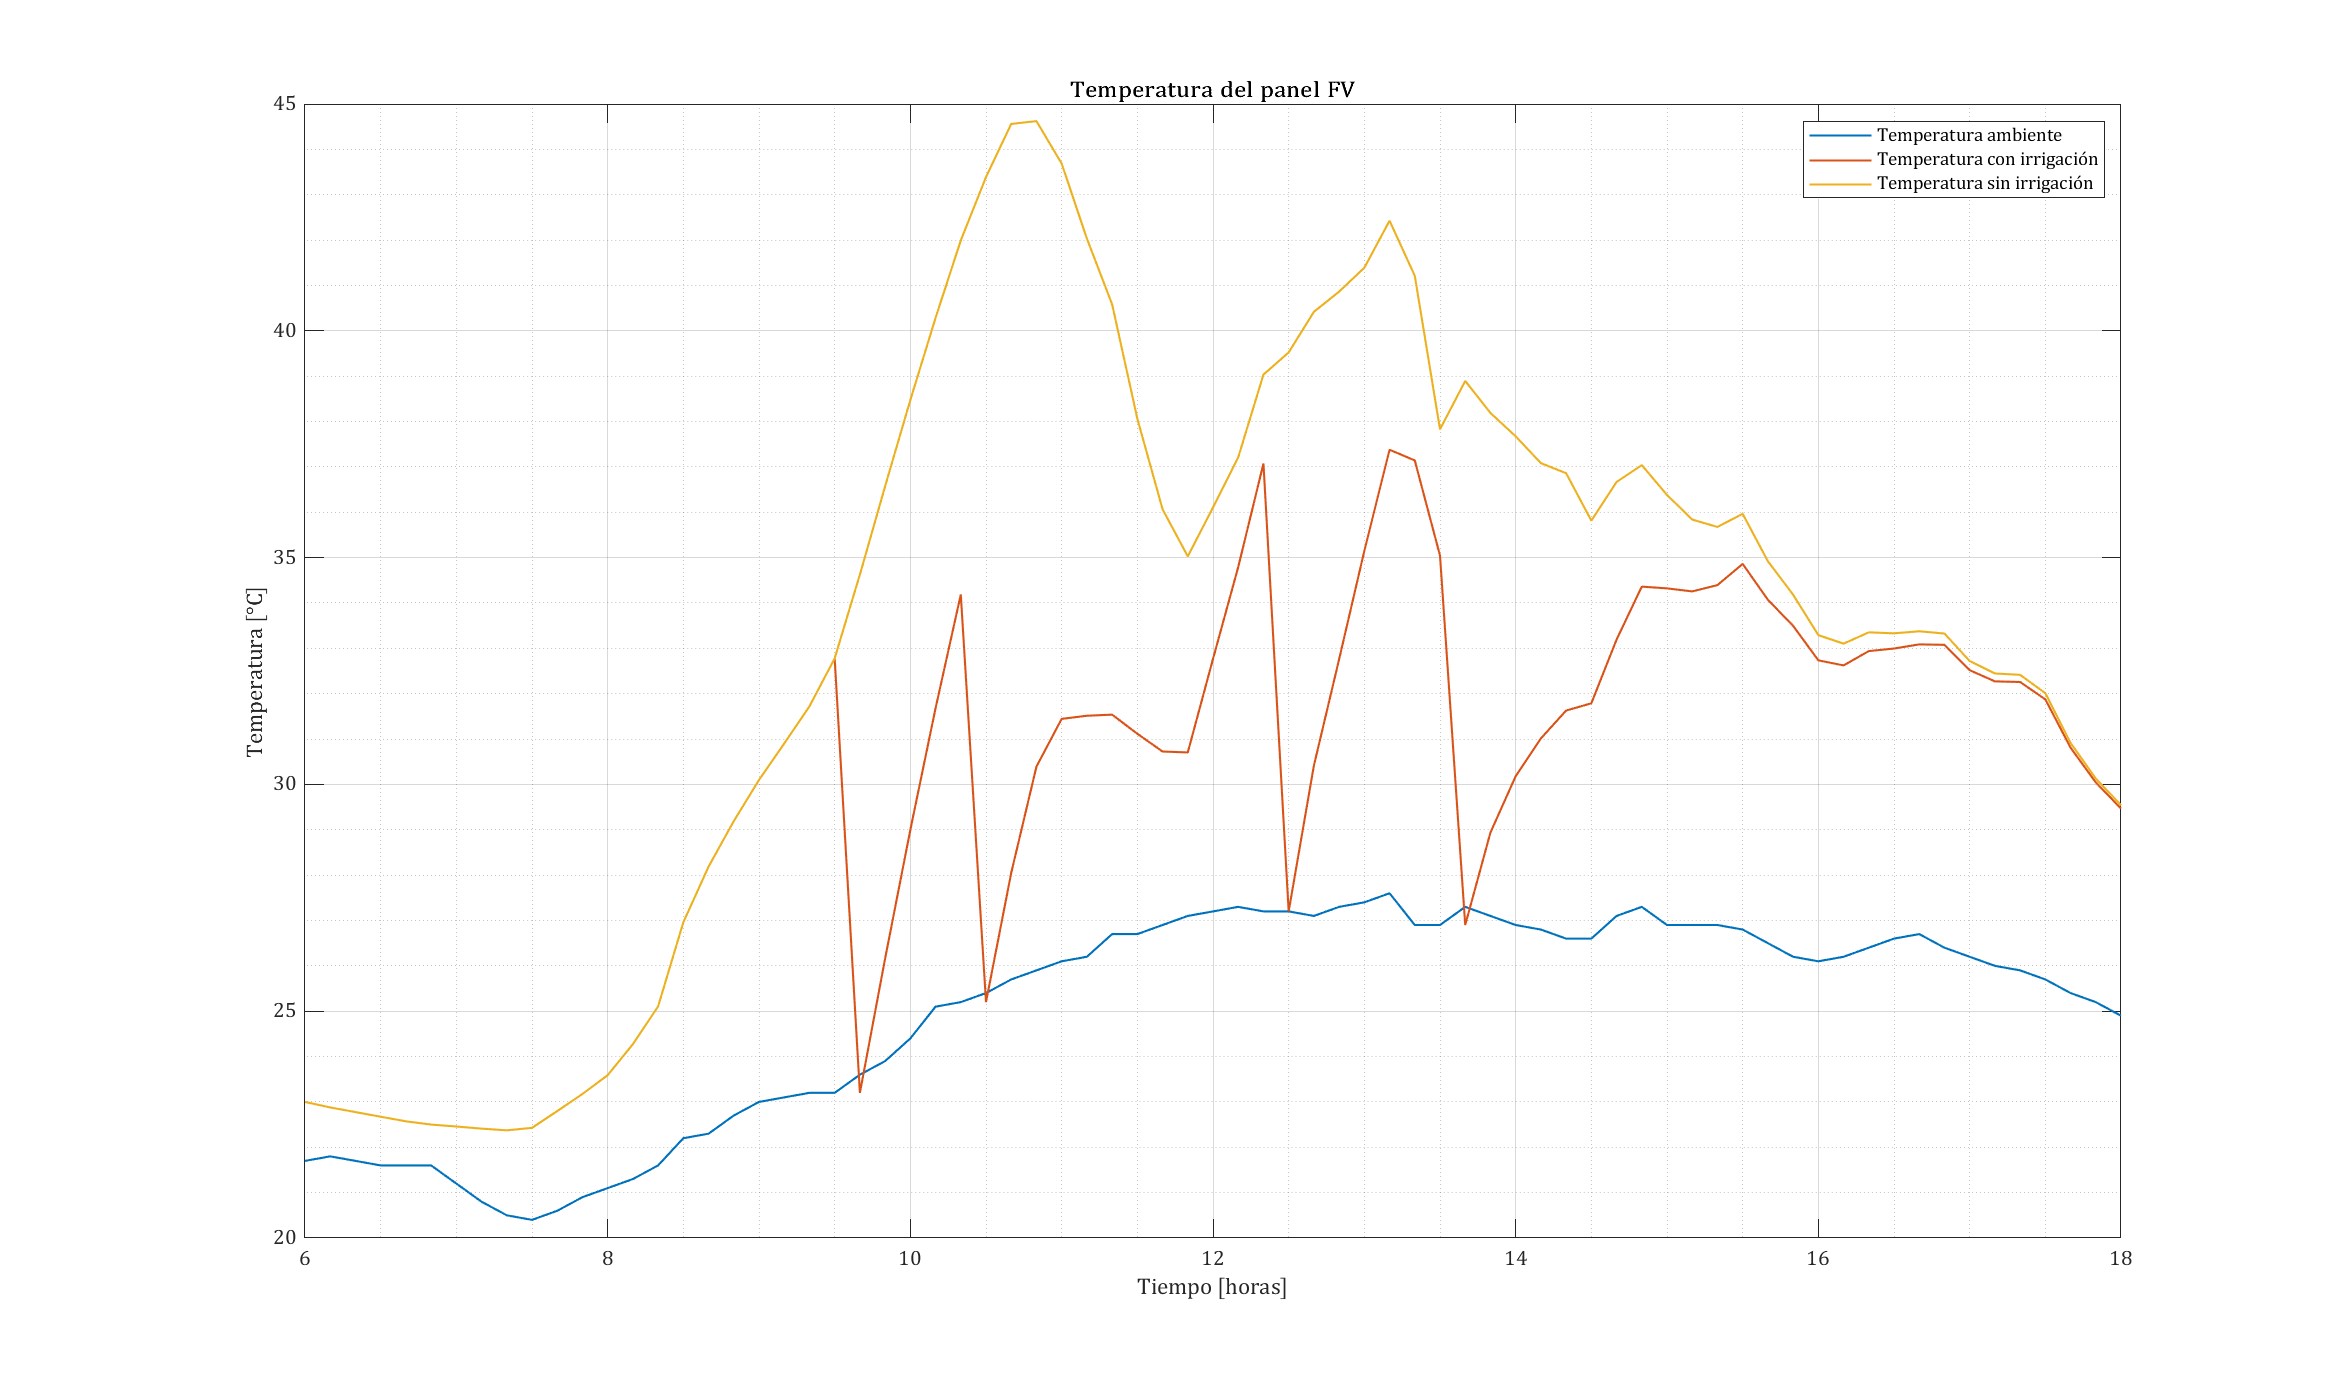 Temperatura del panel FV
45
40
35
30
25
20
Temperatura [°C]
Temperatura ambiente
Temperatura con irrigación
Temperatura sin irrigación
6 8 10 12 14 16 18
Tiempo [horas]